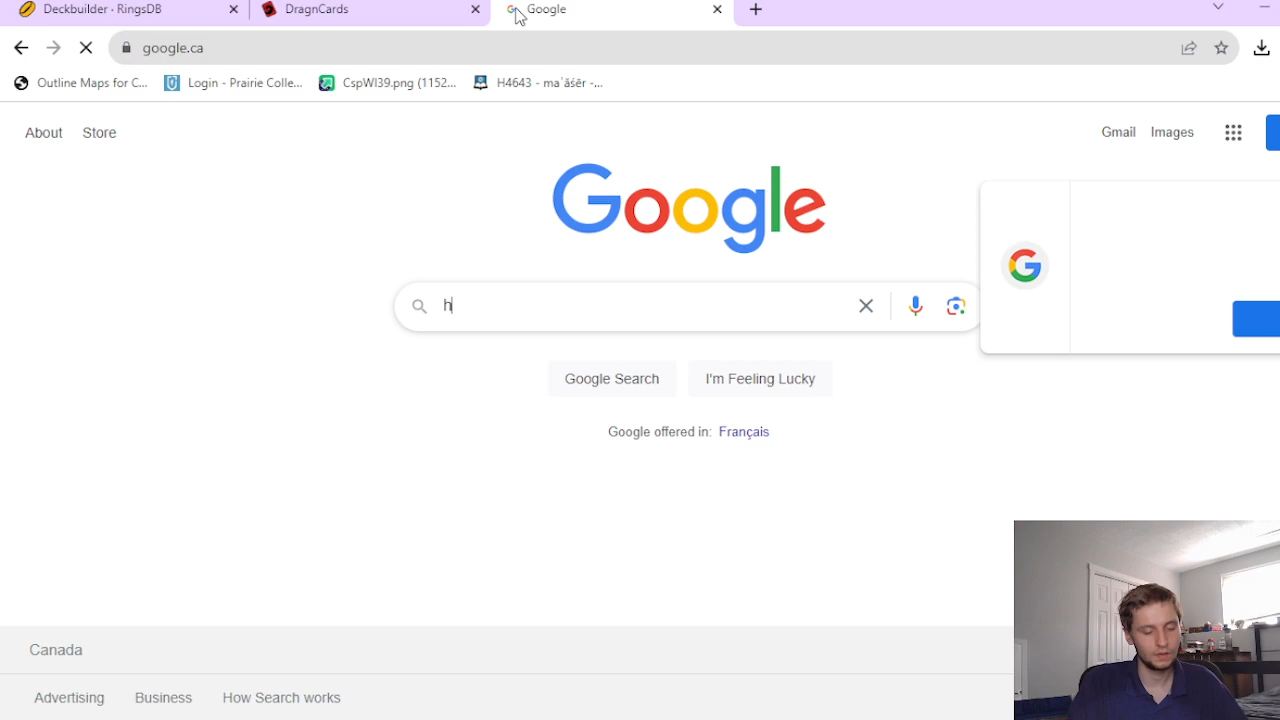 Deckbuilder · RingsDB
DragnCards
Google
google.ca
Outline Maps for C...
Login - Prairie Colle...
CspWI39.png (1152...
H4643 - maʿăśēr -...
About Store
Gmail Images
Google
h
Google Search
I'm Feeling Lucky
Google offered in: Français
Canada
Advertising Business How Search works